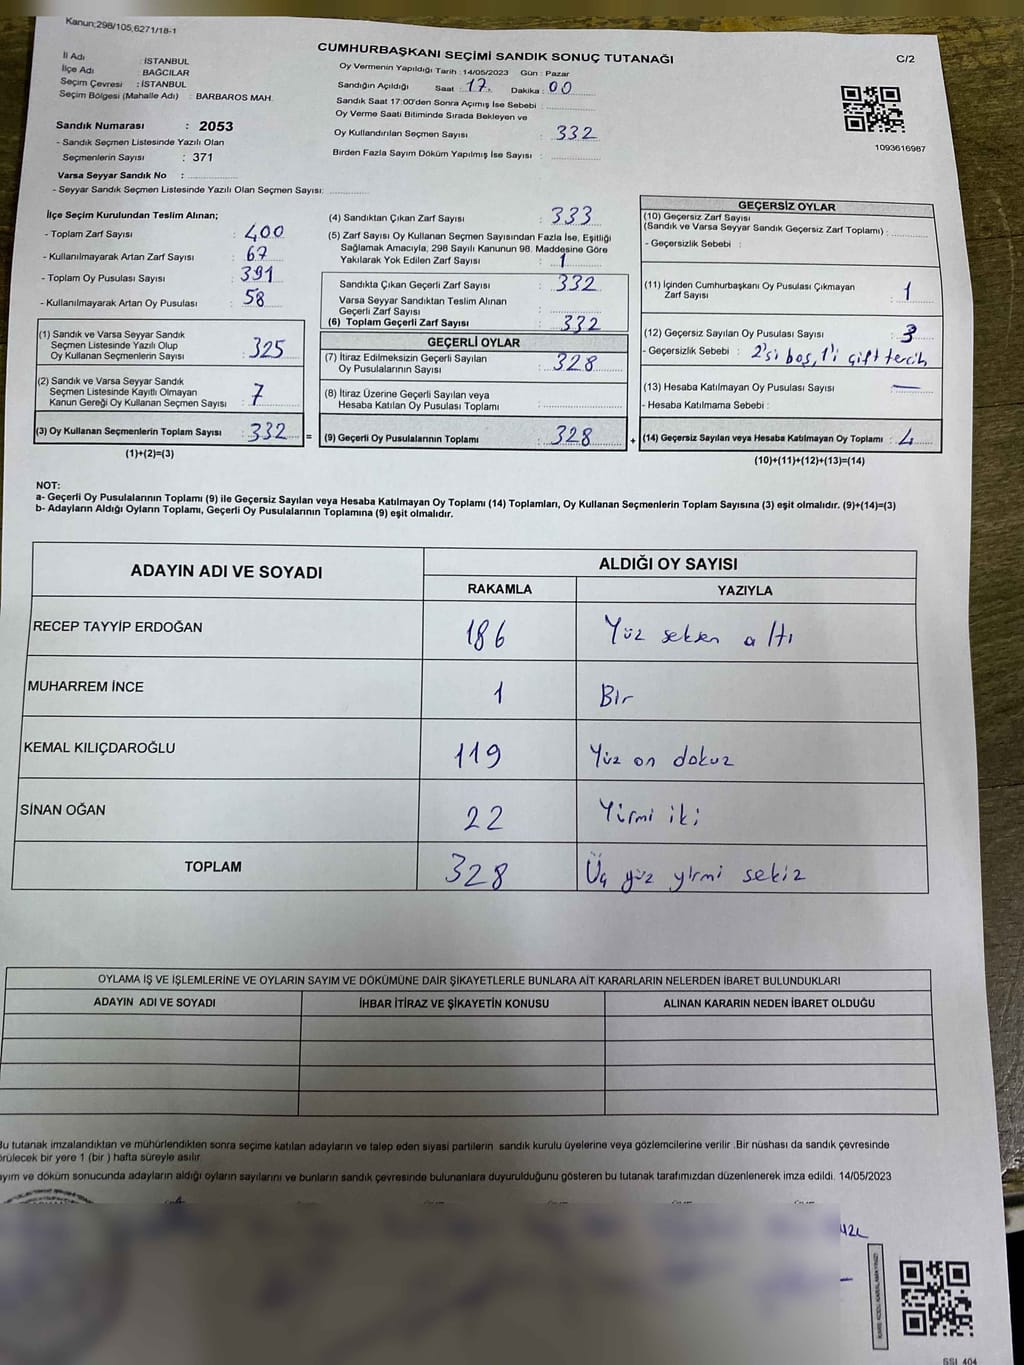 Kanun;298/105,6271/18-1
CUMHURBAŞKANI SEÇİMİ SANDIK SONUÇ TUTANAĞI
C/2
İl Adı : İSTANBUL
İlçe Adı : BAĞCILAR
Seçim Çevresi : İSTANBUL
Seçim Bölgesi (Mahalle Adı) : BARBAROS MAH.
Sandık Numarası : 2053
- Sandık Seçmen Listesinde Yazılı Olan
Seçmenlerin Sayısı : 371
Varsa Seyyar Sandık No :
- Seyyar Sandık Seçmen Listesinde Yazılı Olan Seçmen Sayısı:
Oy Vermenin Yapıldığı Tarih : 14/05/2023 Gün : Pazar
Sandığın Açıldığı Saat : 17. Dakika : 00
Sandık Saat 17:00'den Sonra Açımış İse Sebebi :
Oy Verme Saati Bitiminde Sırada Bekleyen ve
Oy Kullandırılan Seçmen Sayısı : 332
Birden Fazla Sayım Döküm Yapılmış İse Sayısı :
1093616987
İlçe Seçim Kurulundan Teslim Alınan;
- Toplam Zarf Sayısı : 400
- Kullanılmayarak Artan Zarf Sayısı : 67
- Toplam Oy Pusulası Sayısı : 391
- Kullanılmayarak Artan Oy Pusulası : 58
(1) Sandık ve Varsa Seyyar Sandık
Seçmen Listesinde Yazılı Olup
Oy Kullanan Seçmenlerin Sayısı : 325
(2) Sandık ve Varsa Seyyar Sandık
Seçmen Listesinde Kayıtlı Olmayan
Kanun Gereği Oy Kullanan Seçmen Sayısı : 7
(3) Oy Kullanan Seçmenlerin Toplam Sayısı : 332 =
(1)+(2)=(3)
(4) Sandıktan Çıkan Zarf Sayısı : 333
(5) Zarf Sayısı Oy Kullanan Seçmen Sayısından Fazla İse, Eşitliği
Sağlamak Amacıyla, 298 Sayılı Kanunun 98. Maddesine Göre
Yakılarak Yok Edilen Zarf Sayısı : 1
Sandıkta Çıkan Geçerli Zarf Sayısı : 332
Varsa Seyyar Sandıktan Teslim Alınan
Geçerli Zarf Sayısı :
(6) Toplam Geçerli Zarf Sayısı : 332
GEÇERLİ OYLAR
(7) İtiraz Edilmeksizin Geçerli Sayılan
Oy Pusulalarının Sayısı : 328
(8) İtiraz Üzerine Geçerli Sayılan veya
Hesaba Katılan Oy Pusulası Toplamı :
(9) Geçerli Oy Pusulalarının Toplamı : 328 +
GEÇERSİZ OYLAR
(10) Geçersiz Zarf Sayısı
(Sandık ve Varsa Seyyar Sandık Geçersiz Zarf Toplamı) :
- Geçersizlik Sebebi :
(11) İçinden Cumhurbaşkanı Oy Pusulası Çıkmayan
Zarf Sayısı : 1
(12) Geçersiz Sayılan Oy Pusulası Sayısı : 3
- Geçersizlik Sebebi : 2'si boş, 1'i çift tercih
(13) Hesaba Katılmayan Oy Pusulası Sayısı : —
- Hesaba Katılmama Sebebi :
(14) Geçersiz Sayılan veya Hesaba Katılmayan Oy Toplamı : 4
(10)+(11)+(12)+(13)=(14)
NOT:
a- Geçerli Oy Pusulalarının Toplamı (9) ile Geçersiz Sayılan veya Hesaba Katılmayan Oy Toplamı (14) Toplamları, Oy Kullanan Seçmenlerin Toplam Sayısına (3) eşit olmalıdır. (9)+(14)=(3)
b- Adayların Aldığı Oyların Toplamı, Geçerli Oy Pusulalarının Toplamına (9) eşit olmalıdır.
ADAYIN ADI VE SOYADI
ALDIĞI OY SAYISI
RAKAMLA YAZIYLA
RECEP TAYYİP ERDOĞAN 186 Yüz seksen altı
MUHARREM İNCE 1 Bir
KEMAL KILIÇDAROĞLU 119 Yüz on dokuz
SİNAN OĞAN 22 Yirmi iki
TOPLAM 328 Üç yüz yirmi sekiz
OYLAMA İŞ VE İŞLEMLERİNE VE OYLARIN SAYIM VE DÖKÜMÜNE DAİR ŞİKAYETLERLE BUNLARA AİT KARARLARIN NELERDEN İBARET BULUNDUKLARI
ADAYIN ADI VE SOYADI İHBAR İTİRAZ VE ŞİKAYETİN KONUSU ALINAN KARARIN NEDEN İBARET OLDUĞU
Bu tutanak imzalandıktan ve mühürlendikten sonra seçime katılan adayların ve talep eden siyasi partilerin sandık kurulu üyelerine veya gözlemcilerine verilir .Bir nüshası da sandık çevresinde
örülecek bir yere 1 (bir ) hafta süreyle asılır.
ayım ve döküm sonucunda adayların aldığı oyların sayılarını ve bunların sandık çevresinde bulunanlara duyurulduğunu gösteren bu tutanak tarafımızdan düzenlenerek imza edildi. 14/05/2023
SSI 404